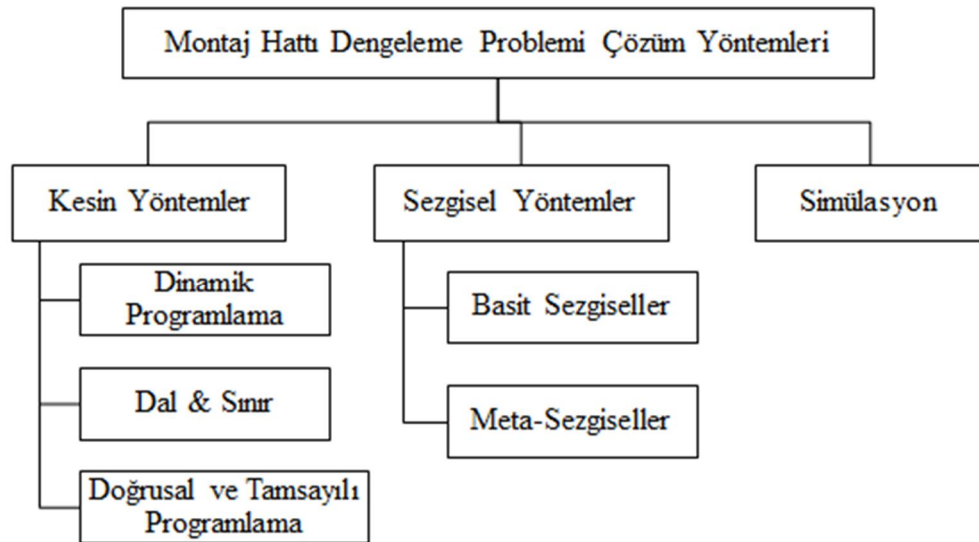 Montaj Hattı Dengeleme Problemi Çözüm Yöntemleri
Kesin Yöntemler
Sezgisel Yöntemler
Simülasyon
Dinamik
Programlama
Basit Sezgiseller
Dal & Sınır
Meta-Sezgiseller
Doğrusal ve Tamsayılı
Programlama